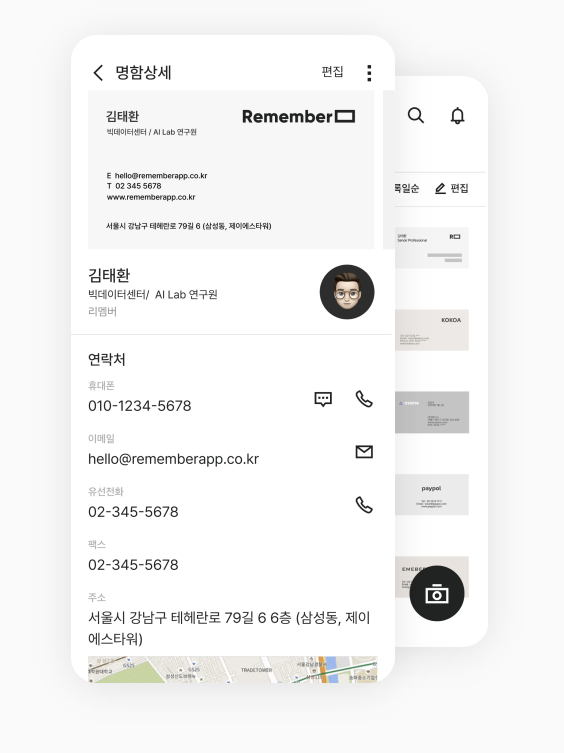 명함상세
편집
김태환
빅데이터센터 / AI Lab 연구원
Remember
E hello@rememberapp.co.kr
T 02 345 5678
www.rememberapp.co.kr
서울시 강남구 테헤란로 79길 6 (삼성동, 제이에스타워)
김태환
빅데이터센터/ AI Lab 연구원
리멤버
연락처
휴대폰
010-1234-5678
이메일
hello@rememberapp.co.kr
유선전화
02-345-5678
팩스
02-345-5678
주소
서울시 강남구 테헤란로 79길 6 6층 (삼성동, 제이
에스타워)
GS25
GS25
TRADETOWER
록일순
편집
Senior Professional
R
KOKOA
paypol
EMEBE